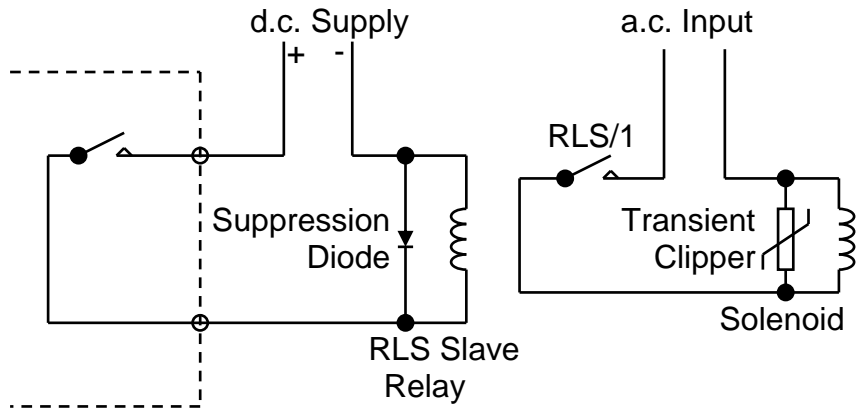 d.c. Supply
+ -
a.c. Input
RLS/1
Suppression
Diode
Transient
Clipper
RLS Slave
Relay
Solenoid